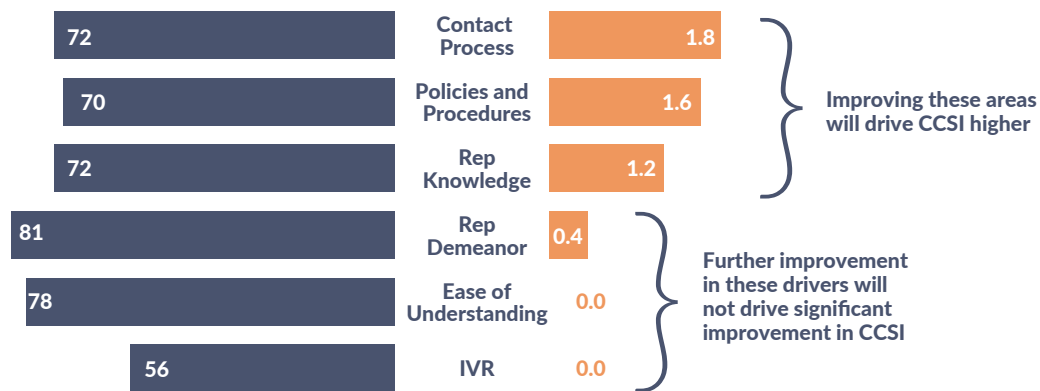 72
Contact
Process
1.8
70
Policies and
Procedures
1.6
72
Rep
Knowledge
1.2
Improving these areas
will drive CCSI higher
81
Rep
Demeanor
0.4
78
Ease of
Understanding
0.0
56
IVR
0.0
Further improvement
in these drivers will
not drive significant
improvement in CCSI